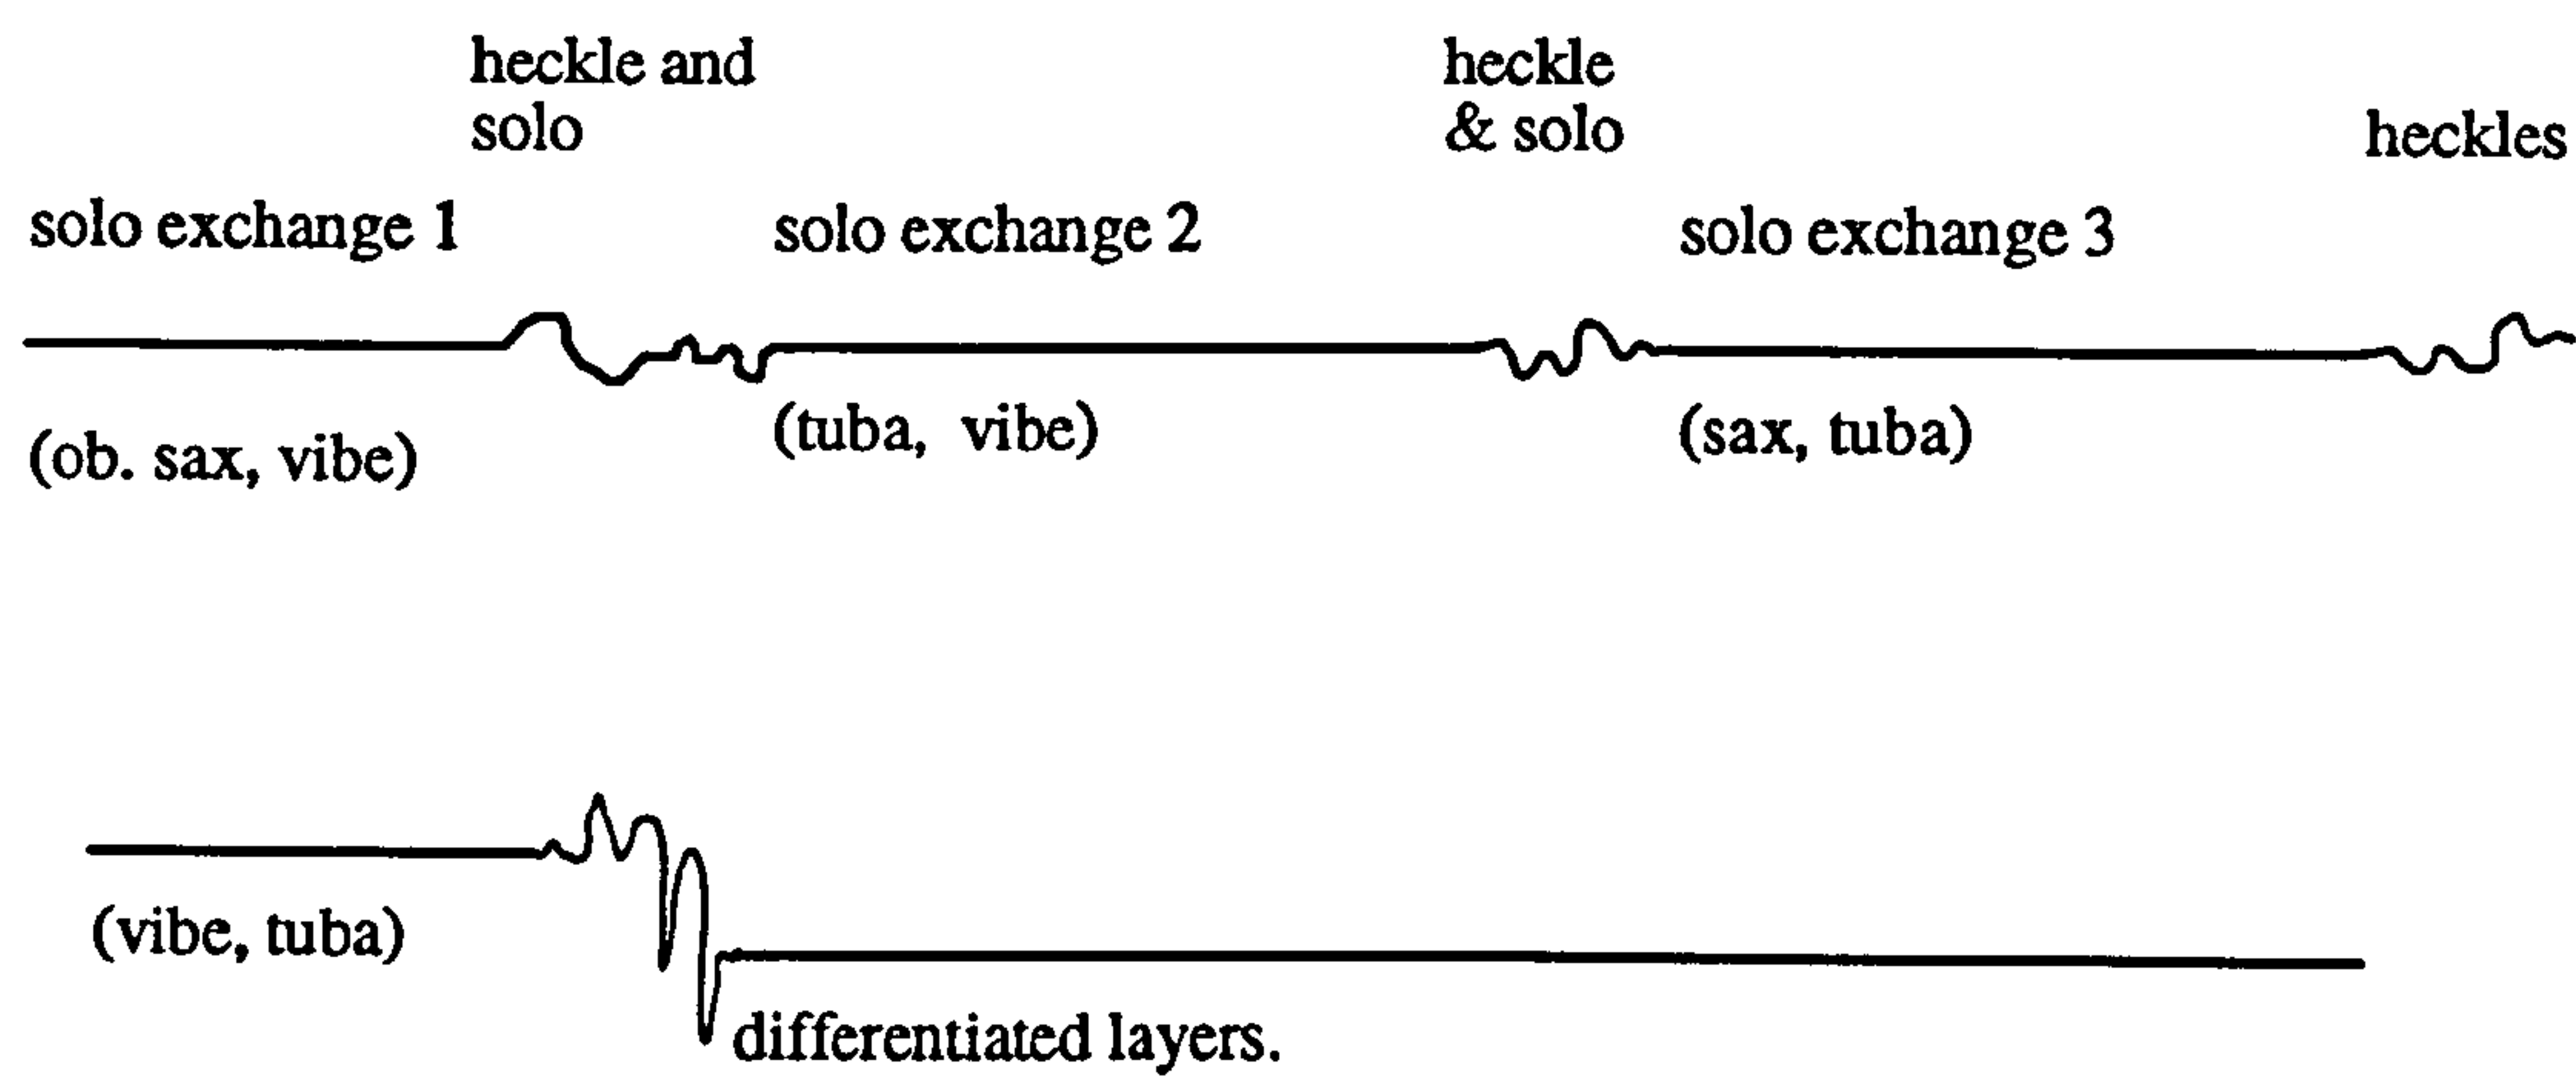 heckle and
solo
heckle
& solo
heckles
solo exchange 1
solo exchange 2
solo exchange 3
(ob. sax, vibe)
(tuba, vibe)
(sax, tuba)
(vibe, tuba)
differentiated layers.